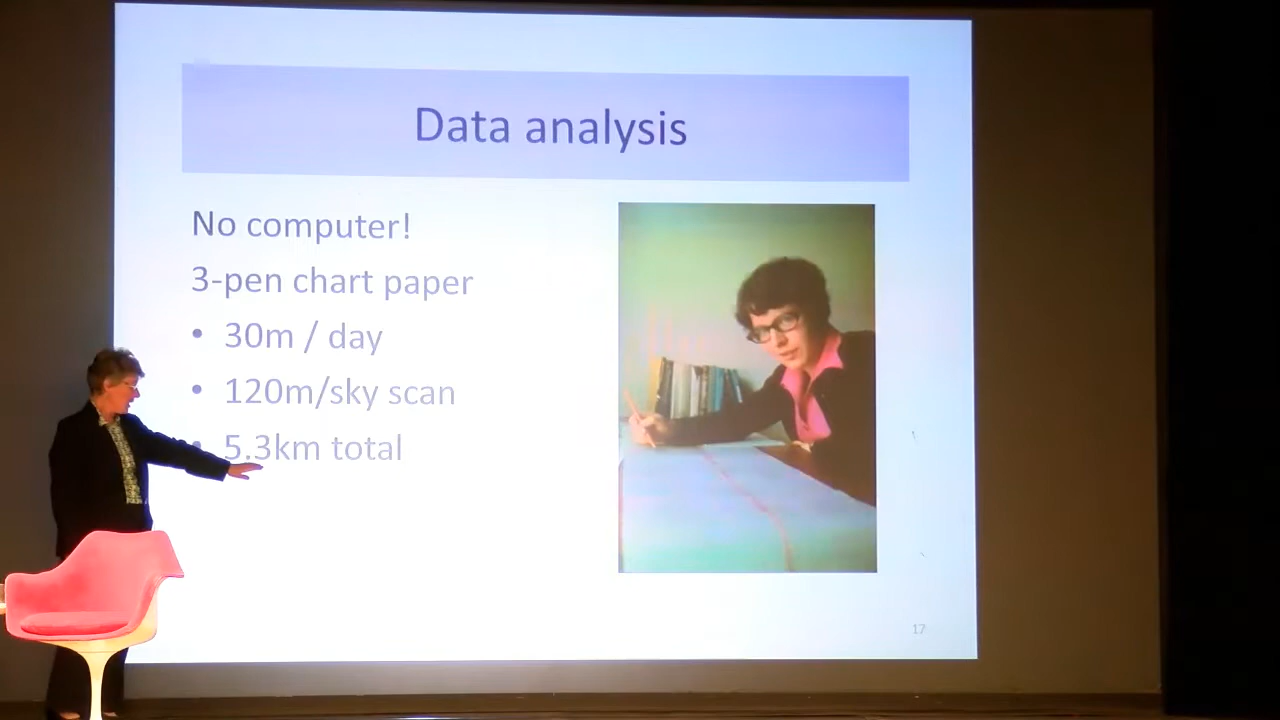 Data analysis
No computer!
3-pen chart paper
• 30m / day
• 120m/sky scan
• 5.3km total
17